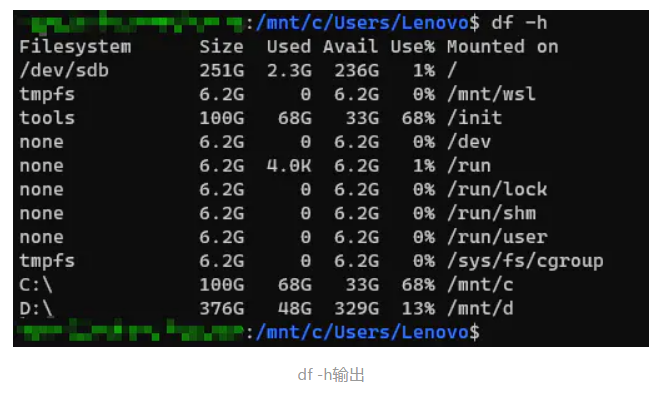 :/mnt/c/Users/Lenovo$ df -h
Filesystem Size Used Avail Use% Mounted on
/dev/sdb 251G 2.3G 236G 1% /
tmpfs 6.2G 0 6.2G 0% /mnt/wsl
tools 100G 68G 33G 68% /init
none 6.2G 0 6.2G 0% /dev
none 6.2G 4.0K 6.2G 1% /run
none 6.2G 0 6.2G 0% /run/lock
none 6.2G 0 6.2G 0% /run/shm
none 6.2G 0 6.2G 0% /run/user
tmpfs 6.2G 0 6.2G 0% /sys/fs/cgroup
C:\ 100G 68G 33G 68% /mnt/c
D:\ 376G 48G 329G 13% /mnt/d
:/mnt/c/Users/Lenovo$
df -h输出